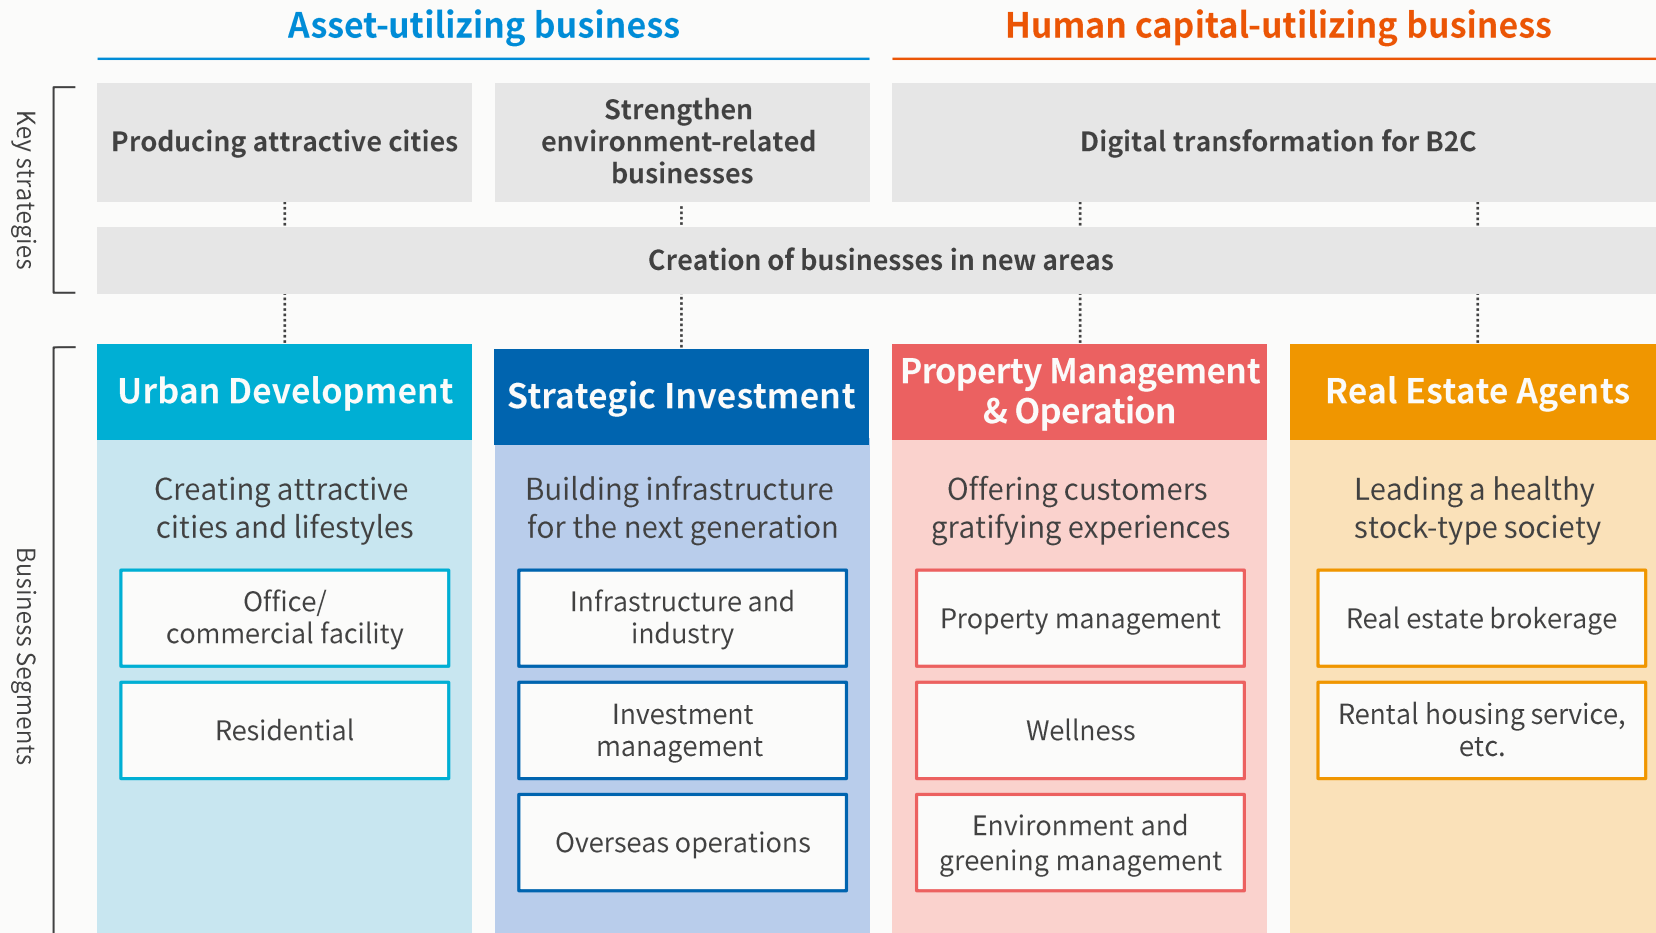 Asset-utilizing business
Human capital-utilizing business
Key strategies
Producing attractive cities
Strengthen
environment-related
businesses
Digital transformation for B2C
Creation of businesses in new areas
Business Segments
Urban Development
Creating attractive
cities and lifestyles
Office/
commercial facility
Residential
Strategic Investment
Building infrastructure
for the next generation
Infrastructure and
industry
Investment
management
Overseas operations
Property Management
& Operation
Offering customers
gratifying experiences
Property management
Wellness
Environment and
greening management
Real Estate Agents
Leading a healthy
stock-type society
Real estate brokerage
Rental housing service,
etc.